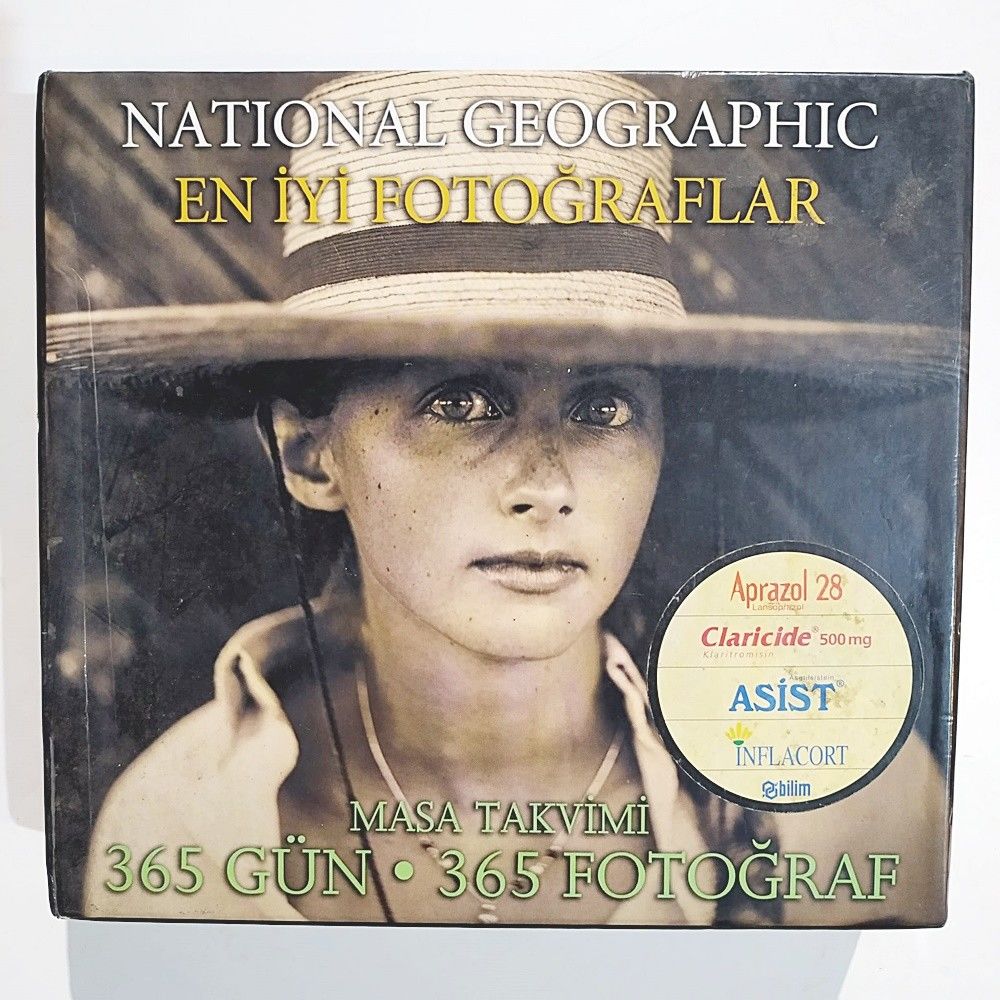 NATIONAL GEOGRAPHIC
EN İYİ FOTOĞRAFLAR
Aprazol 28
Claricide® 500 mg
Klaritromisin
ASİST®
INFLACORT
bilim
MASA TAKVİMİ
365 GÜN • 365 FOTOĞRAF